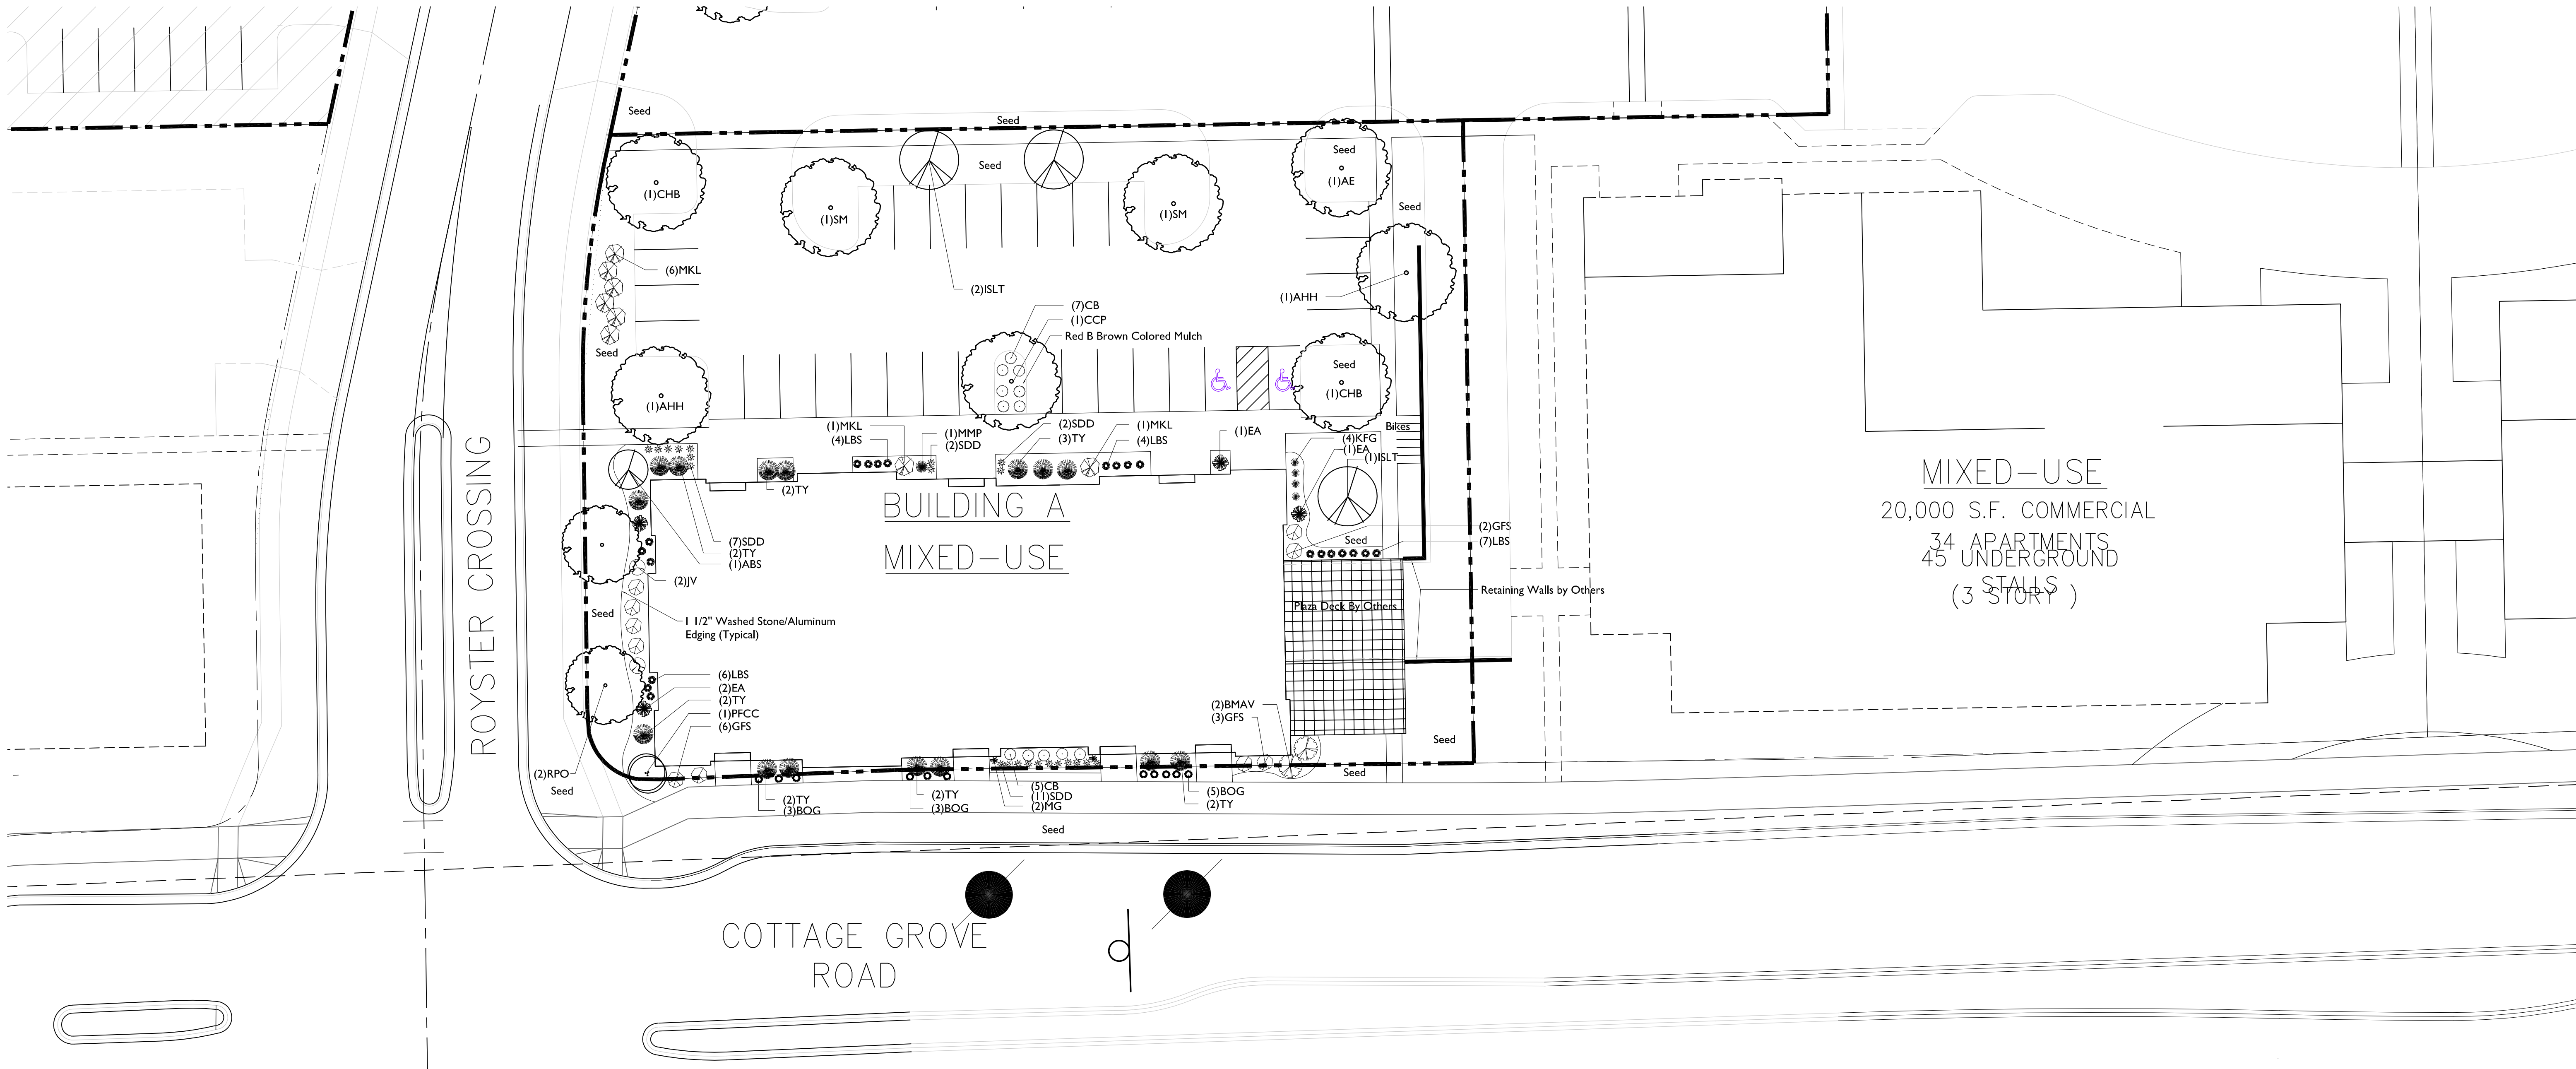 Seed
Seed
Seed
Seed
(1)CHB
(1)AE
(1)SM
(1)SM
Seed
(6)MKL
(2)ISLT
(1)AHH
(7)CB
(1)CCP
Red B Brown Colored Mulch
Seed
Seed
(1)CHB
(1)AHH
(1)MKL
(4)LBS
(1)MMP
(2)SDD
(2)SDD
(3)TY
(1)MKL
(4)LBS
(1)EA
Bikes
(4)KFG
(1)EA
(1)ISLT
(2)TY
BUILDING A
MIXED-USE
(2)GFS
(7)LBS
Seed
(7)SDD
(2)TY
(1)ABS
(2)JV
Seed
1 1/2" Washed Stone/Aluminum
Edging (Typical)
Plaza Deck By Others
Retaining Walls by Others
ROYSTER CROSSING
MIXED-USE
20,000 S.F. COMMERCIAL
34 APARTMENTS
45 UNDERGROUND
STALLS
(3 STORY )
(6)LBS
(2)EA
(2)TY
(1)PFCC
(6)GFS
(2)BMAV
(3)GFS
Seed
(2)RPO
Seed
Seed
(2)TY
(3)BOG
(2)TY
(3)BOG
(5)CB
(11)SDD
(2)MG
(5)BOG
(2)TY
Seed
COTTAGE GROVE
ROAD